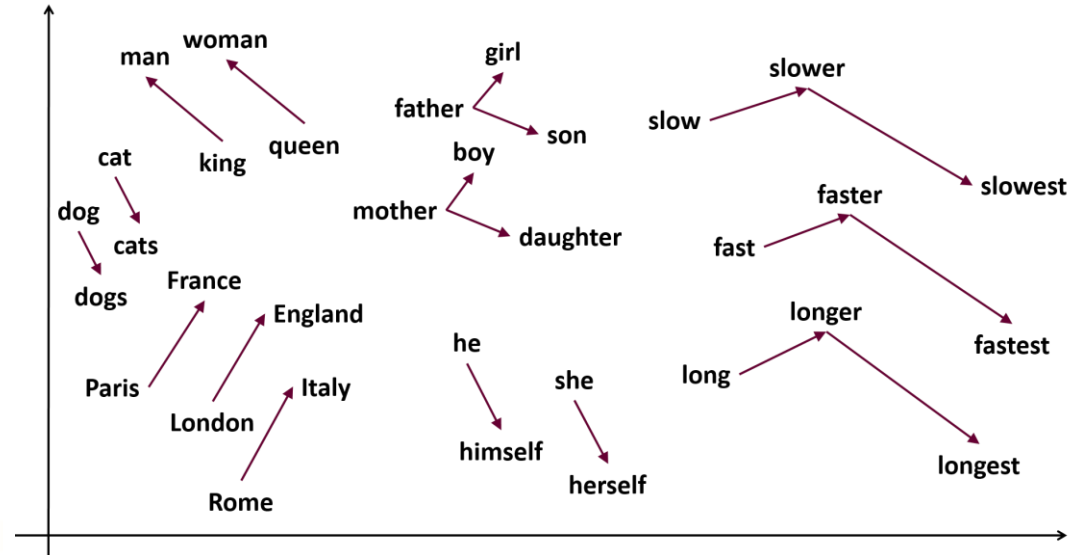 man
woman
king
queen
cat
cats
dog
dogs
France
Paris
England
London
Italy
Rome
girl
father
son
boy
mother
daughter
he
himself
she
herself
slower
slow
slowest
faster
fast
fastest
longer
long
longest